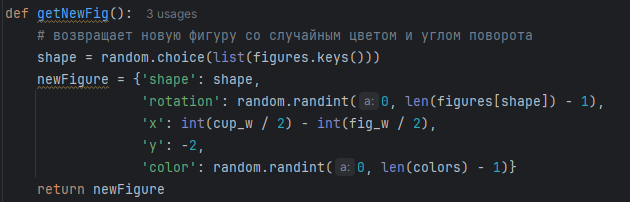 def getNewFig(): 3 usages
# возвращает новую фигуру со случайным цветом и углом поворота
shape = random.choice(list(figures.keys()))
newFigure = {'shape': shape,
'rotation': random.randint( a: 0, len(figures[shape]) - 1),
'x': int(cup_w / 2) - int(fig_w / 2),
'y': -2,
'color': random.randint( a: 0, len(colors) - 1)}
return newFigure